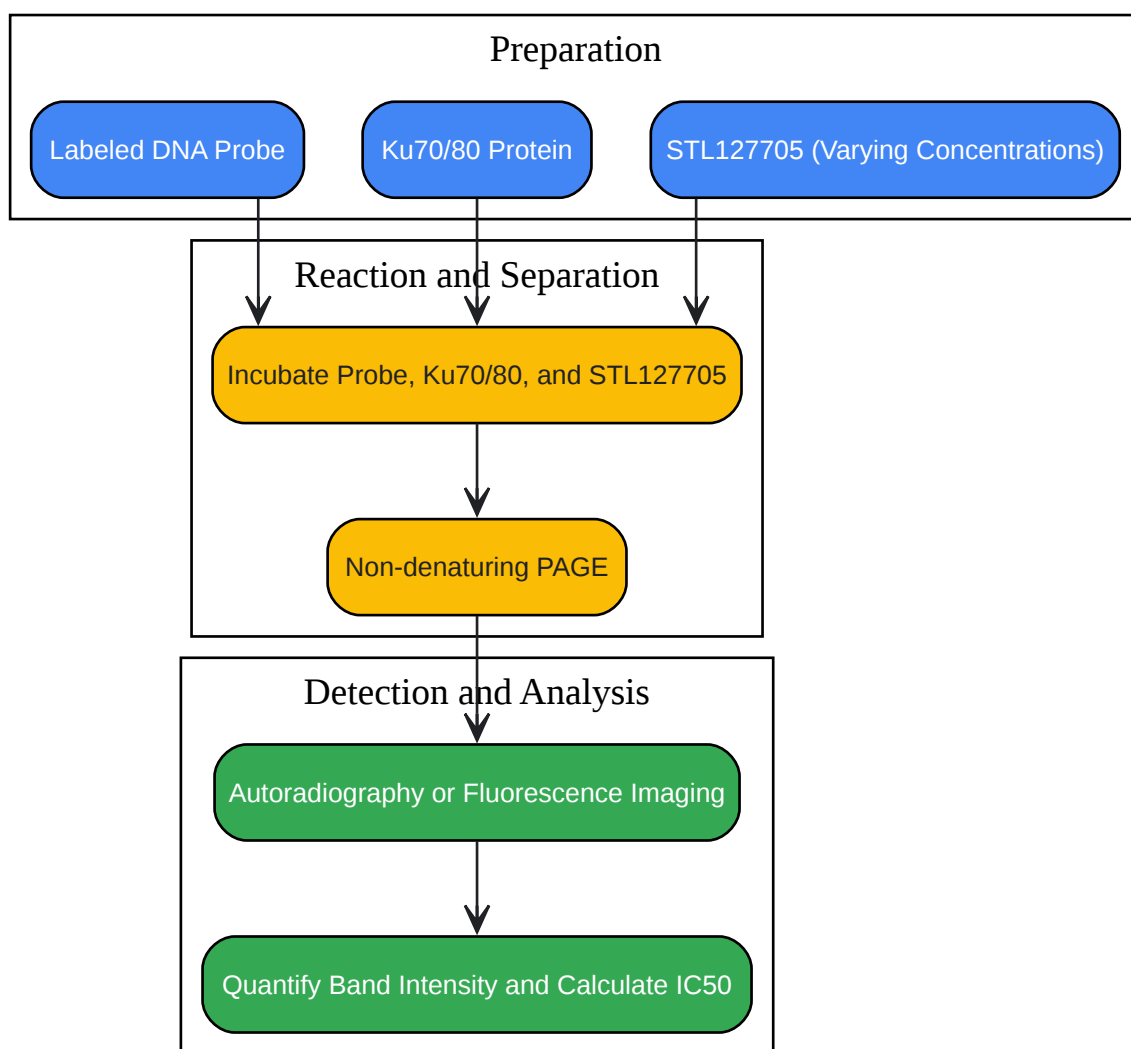 Preparation
Labeled DNA Probe
Ku70/80 Protein
STL127705 (Varying Concentrations)
Reaction and Separation
Incubate Probe, Ku70/80, and STL127705
Non-denaturing PAGE
Detection and Analysis
Autoradiography or Fluorescence Imaging
Quantify Band Intensity and Calculate IC50